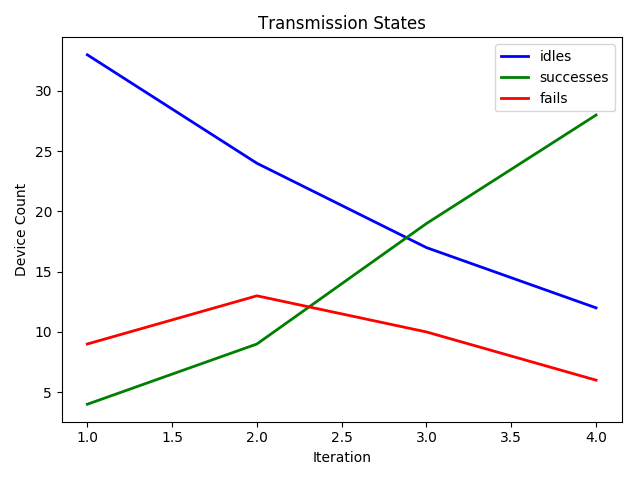 Transmission States
idles
successes
fails
Device Count
30
25
20
15
10
5
1.0 1.5 2.0 2.5 3.0 3.5 4.0
Iteration